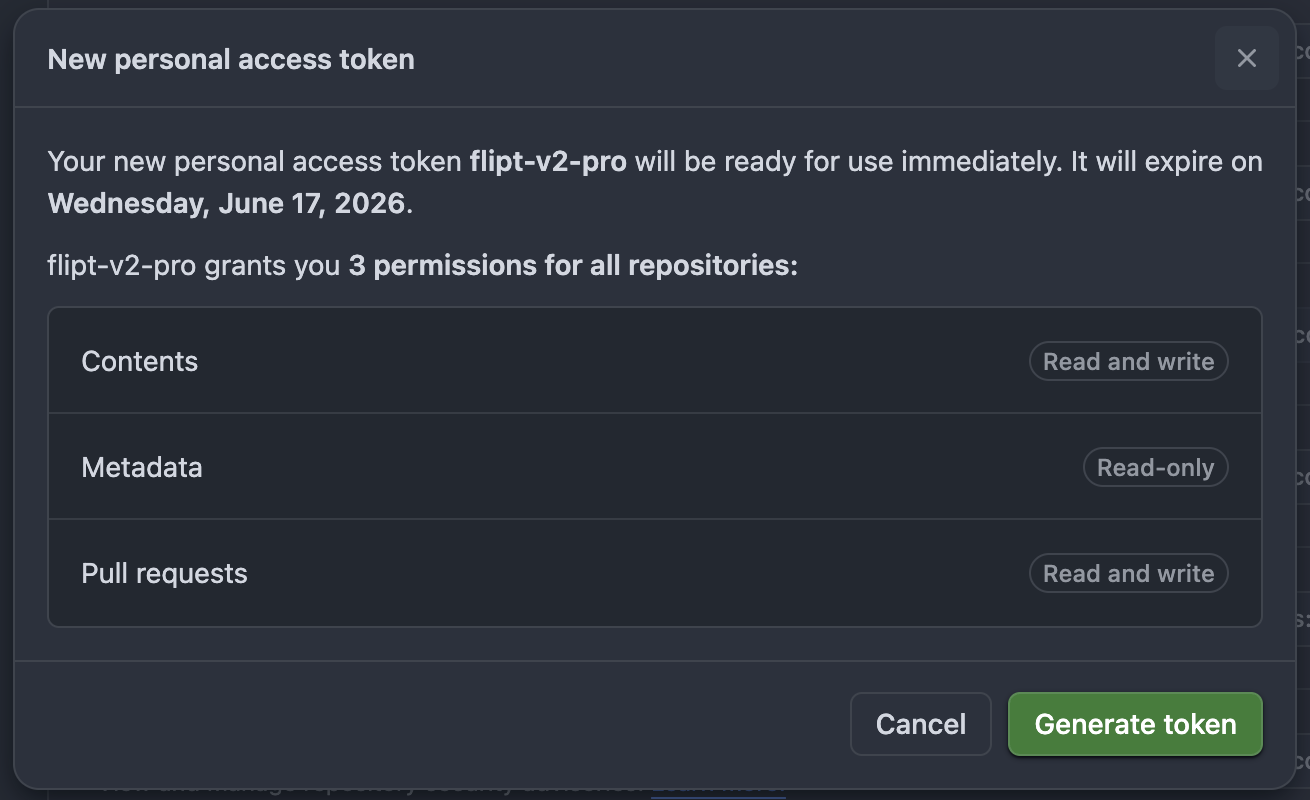 New personal access token
Your new personal access token flipt-v2-pro will be ready for use immediately. It will expire on
Wednesday, June 17, 2026.
flipt-v2-pro grants you 3 permissions for all repositories:
Contents
Read and write
Metadata
Read-only
Pull requests
Read and write
Cancel
Generate token